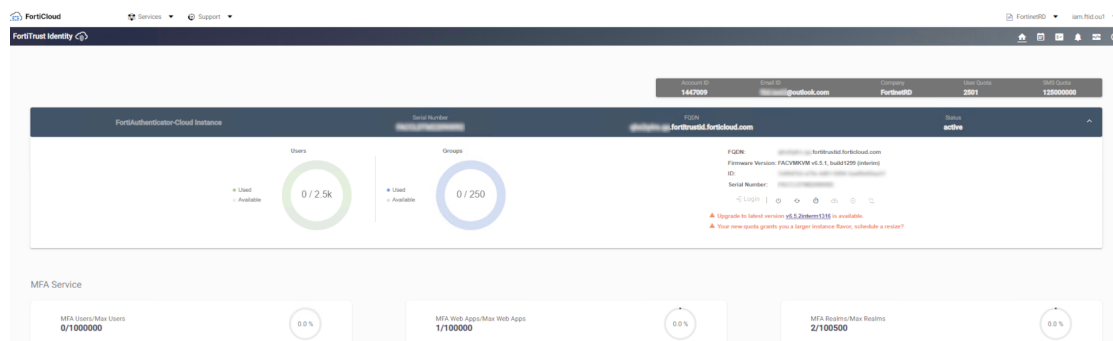 FortiCloud Services Support FortinetRD iam.ftid.ou1
FortiTrust Identity
Account ID Email ID Company User Quota SMS Quota
1447009 @outlook.com FortinetRD 2501 125000000
FortiAuthenticator-Cloud Instance Serial Number FQDN Status
.fortitrustid.forticloud.com active
Users Groups
FQDN: .fortitrustid.forticloud.com
Firmware Version: FACVMKVM v6.5.1, build1299 (interim)
ID:
Serial Number:
Used
Available
0 / 2.5k
Used
Available
0 / 250
Login
Upgrade to latest version v6.5.2interm1316 is available.
Your new quota grants you a larger instance flavor, schedule a resize?
MFA Service
MFA Users/Max Users
0/1000000
0.0 %
MFA Web Apps/Max Web Apps
1/100000
0.0 %
MFA Realms/Max Realms
2/100500
0.0 %